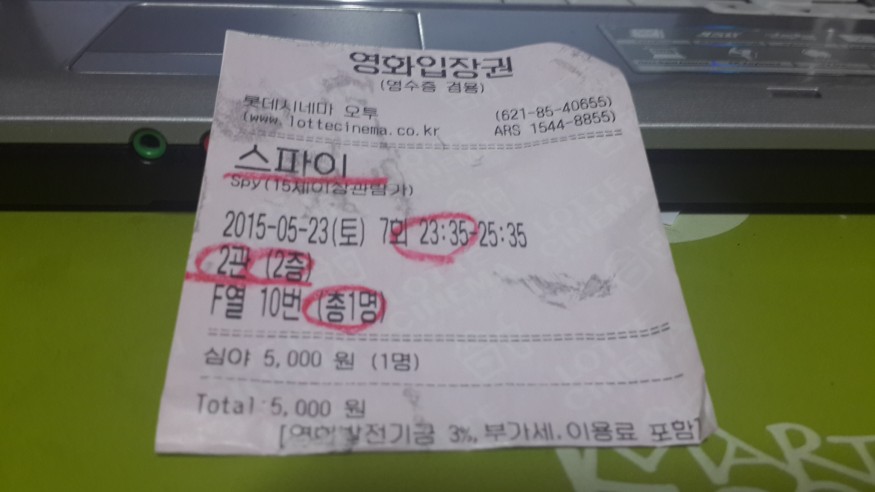 영화입장권
(영수증 겸용)
롯데시네마 오투 (621-85-40655)
(www.lottecinema.co.kr ARS 1544-8855)
스파이
Spy(15세이상관람가)
2015-05-23(토) 7회 23:35-25:35
2관 (2층)
F열 10번 (총1명)
심야 5,000 원 (1명)
Total 5,000 원
[영화발전기금 3%,부가세.이용료 포함]